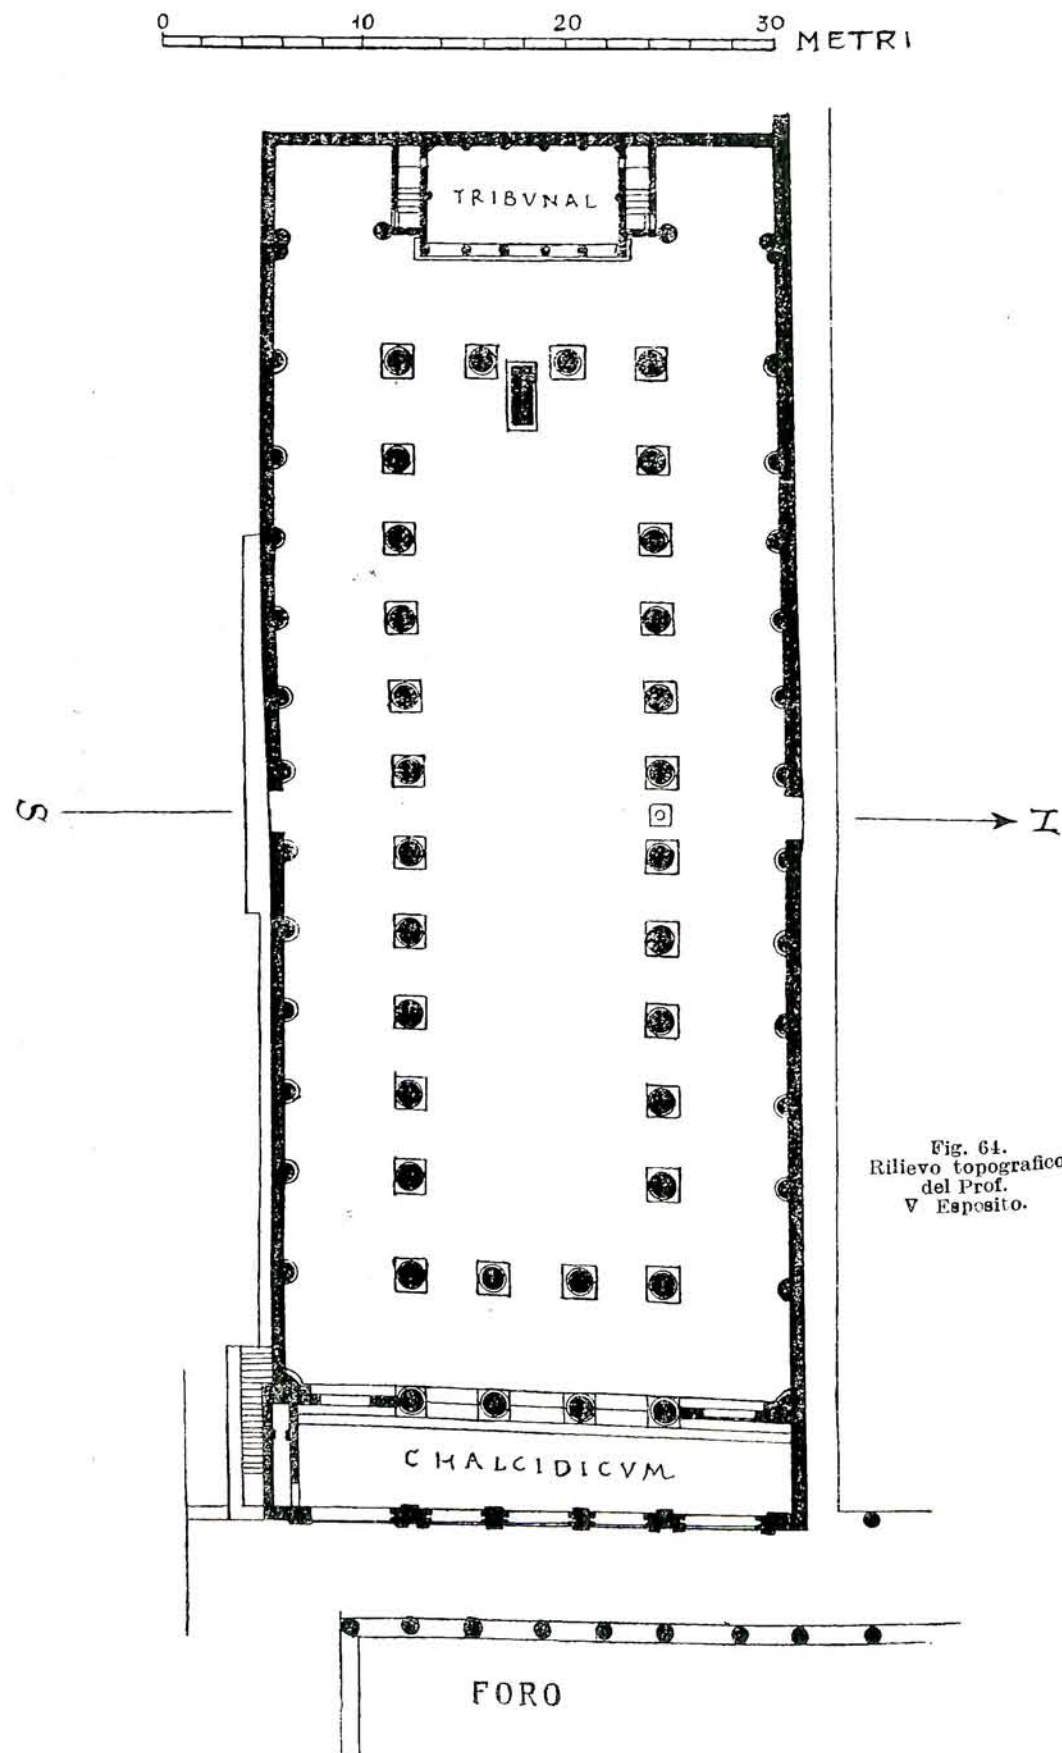 0 10 20 30 METRI
TRIBVNAL
S
N
Fig. 64.
Rilievo topografico
del Prof.
V Esposito.
CHALCIDICVM
FORO